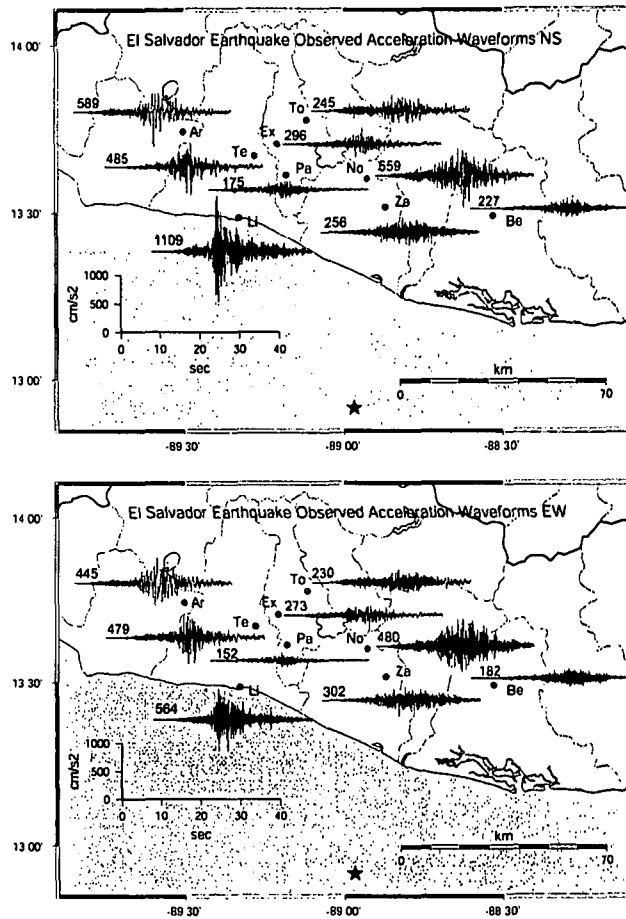 14 00'
El Salvador Earthquake Observed Acceleration Waveforms NS
589
To 245
Ar
Ex 296
Te
485
Pa
No 559
175
Za
227
Li
256
Be
1109
1000
500
0
cm/s2
0 10 20 30 40
sec
13 30'
km
0 70
13 00'
-89 30' -89 00' -88 30'
14 00'
El Salvador Earthquake Observed Acceleration Waveforms EW
445
To 230
Ar
Ex 273
Te
479
Pa
No 480
152
Za
182
Li
302
Be
564
1000
500
0
cm/s2
0 10 20 30 40
sec
13 30'
km
0 70
13 00'
-89 30' -89 00' -88 30'